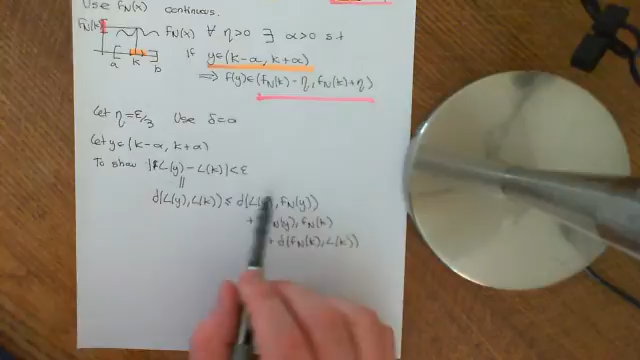 Use f_N(x) continuous.
f_N(k)
f_N(x) ∀ η>0 ∃ α>0 s.t
a k b
if y∈(k-α, k+α)
⟹ f(y)∈(f_N(k)-η, f_N(k)+η)
Let η=ε/3 Use δ=α
Let y∈(k-α, k+α)
To show |L(y)-L(k)|<ε
||
d(L(y),L(k)) ≤ d(L(y), f_N(y))
+ (y), f_N(k)
+ d(f_N(k), L(k))